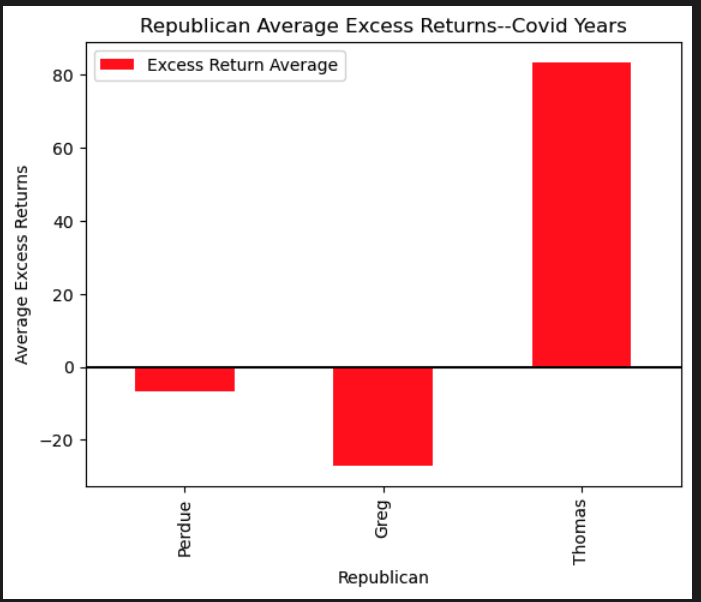 Republican Average Excess Returns--Covid Years
Excess Return Average
Average Excess Returns
80
60
40
20
0
−20
Perdue
Greg
Thomas
Republican